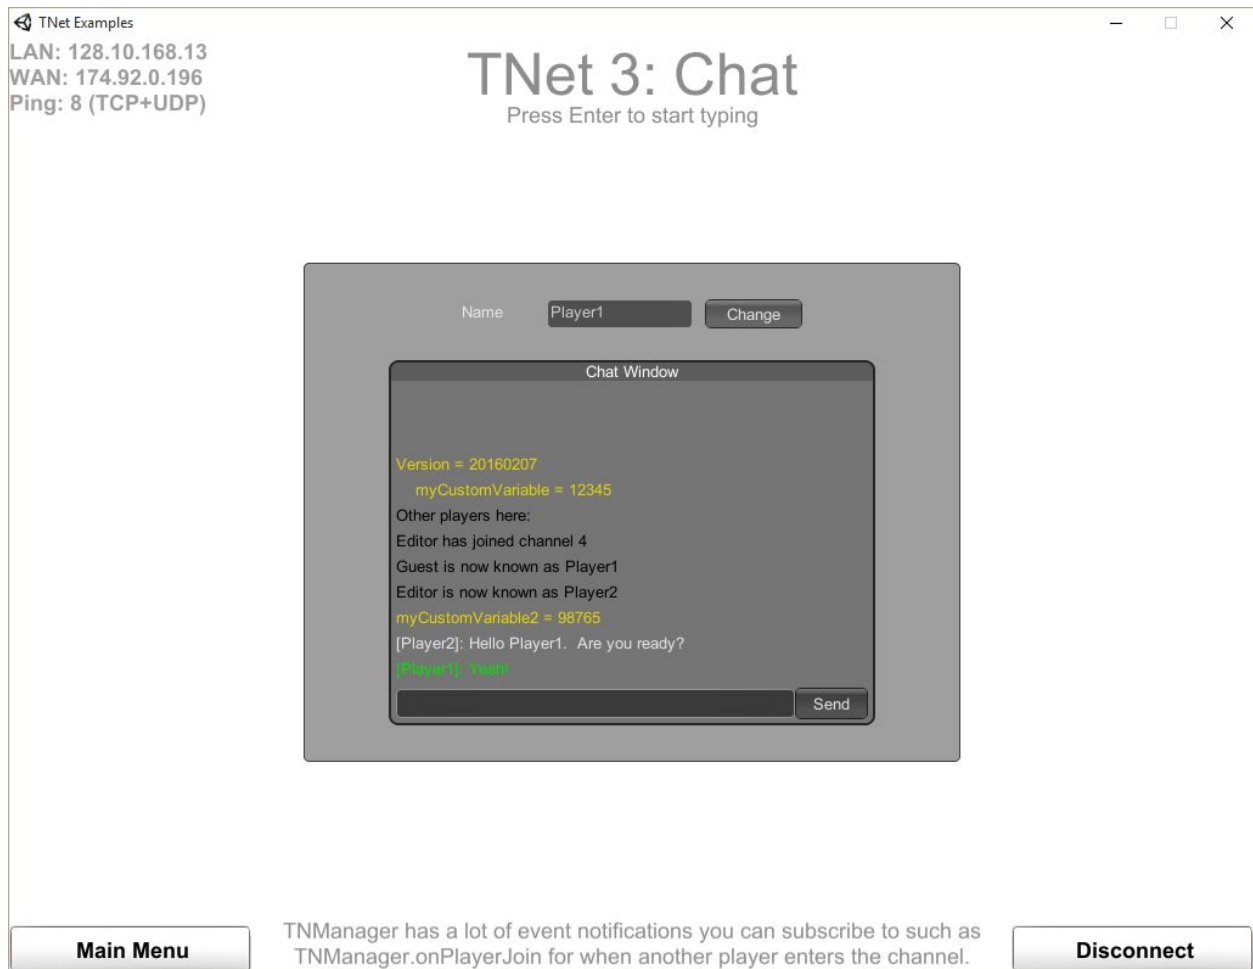 TNet Examples
LAN: 128.10.168.13
WAN: 174.92.0.196
Ping: 8 (TCP+UDP)
TNet 3: Chat
Press Enter to start typing
Name Player1 Change
Chat Window
Version = 20160207
myCustomVariable = 12345
Other players here:
Editor has joined channel 4
Guest is now known as Player1
Editor is now known as Player2
myCustomVariable2 = 98765
[Player2]: Hello Player1.  Are you ready?
[Player1]: Yeah!
Send
Main Menu
TNManager has a lot of event notifications you can subscribe to such as
TNManager.onPlayerJoin for when another player enters the channel.
Disconnect